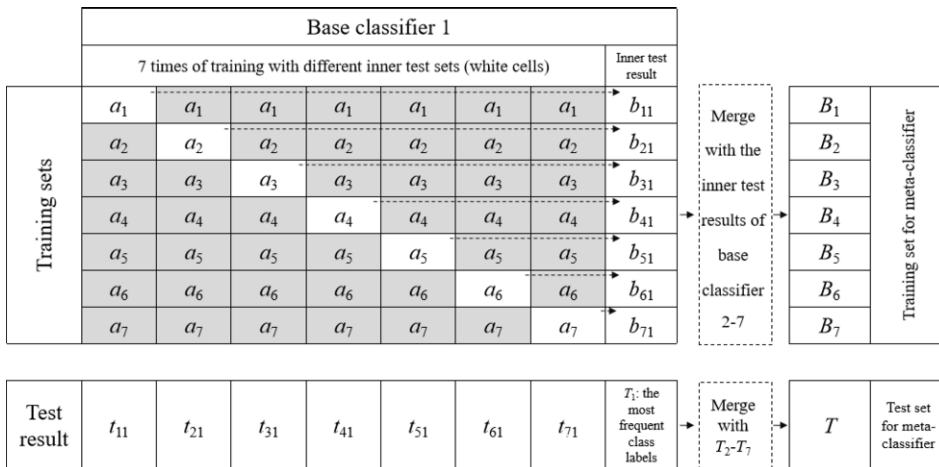 Base classifier 1
7 times of training with different inner test sets (white cells)
Inner test
result
Training sets
a₁ a₁ a₁ a₁ a₁ a₁ a₁ b₁₁
a₂ a₂ a₂ a₂ a₂ a₂ a₂ b₂₁
a₃ a₃ a₃ a₃ a₃ a₃ a₃ b₃₁
a₄ a₄ a₄ a₄ a₄ a₄ a₄ b₄₁
a₅ a₅ a₅ a₅ a₅ a₅ a₅ b₅₁
a₆ a₆ a₆ a₆ a₆ a₆ a₆ b₆₁
a₇ a₇ a₇ a₇ a₇ a₇ a₇ b₇₁
Merge
with the
inner test
results of
base
classifier
2-7
B₁
B₂
B₃
B₄
B₅
B₆
B₇
Training set for meta-classifier
Test
result
t₁₁ t₂₁ t₃₁ t₄₁ t₅₁ t₆₁ t₇₁
T₁: the
most
frequent
class
labels
Merge
with
T₂-T₇
T
Test set
for meta-
classifier